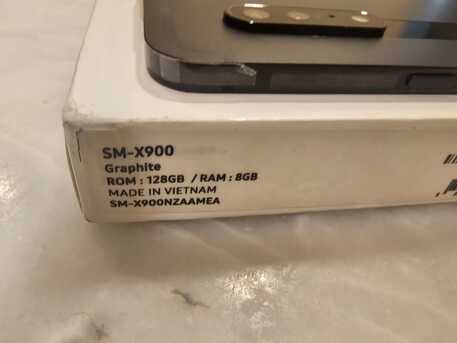 SM-X900
Graphite
ROM : 128GB / RAM : 8GB
MADE IN VIETNAM
SM-X900NZAAMEA